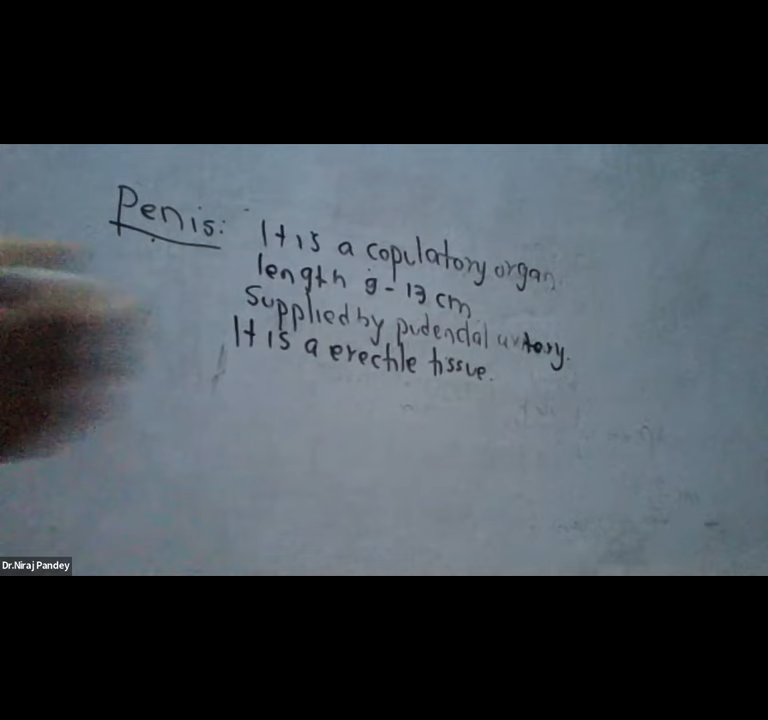 Penis: It is a copulatory organ.
length 9-13 cm
Supplied by pudendal artery.
It is a erectile tissue.
Dr.Niraj Pandey